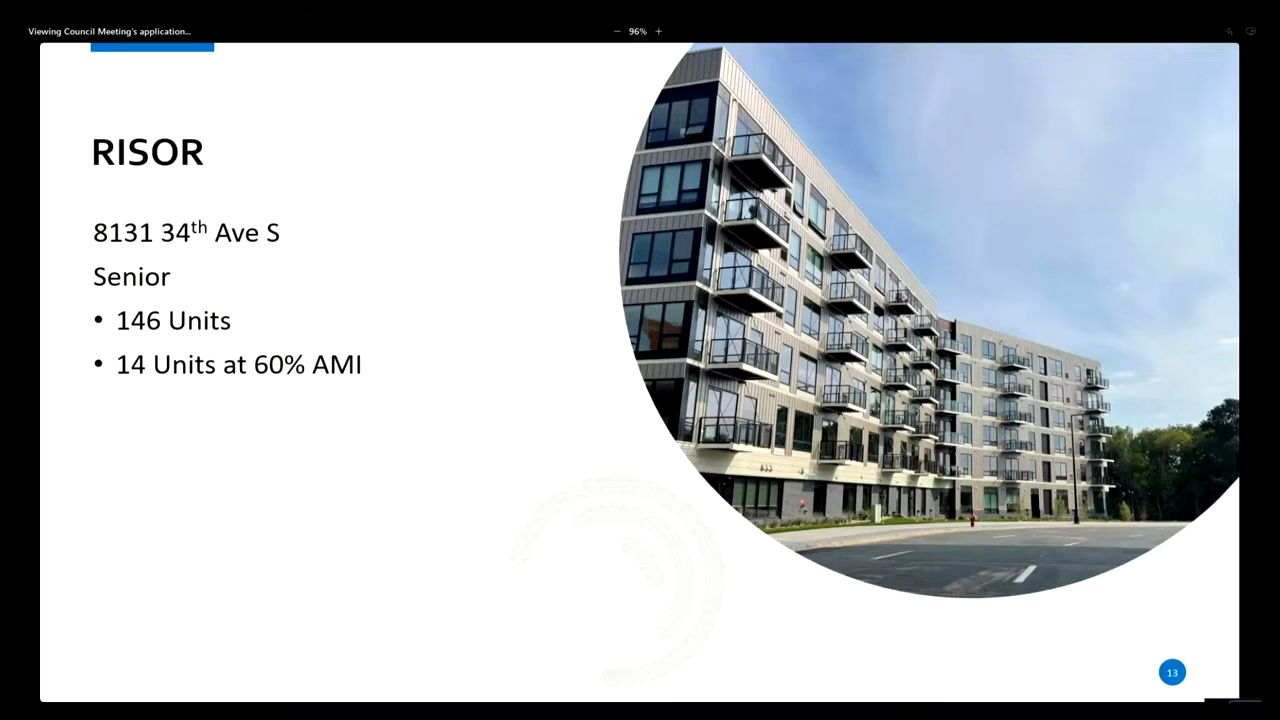 Viewing Council Meeting's application...
96%
RISOR
8131 34th Ave S
Senior
• 146 Units
• 14 Units at 60% AMI
13